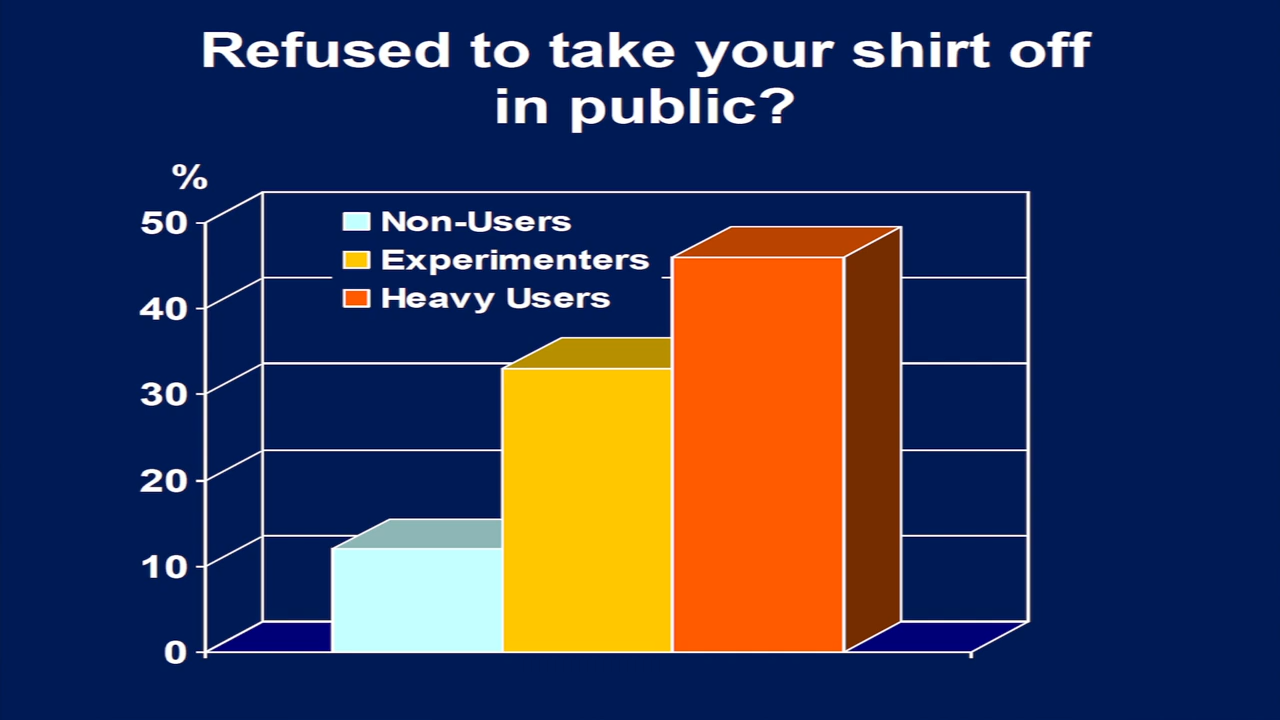 Refused to take your shirt off
in public?
%
50
40
30
20
10
0
Non-Users
Experimenters
Heavy Users